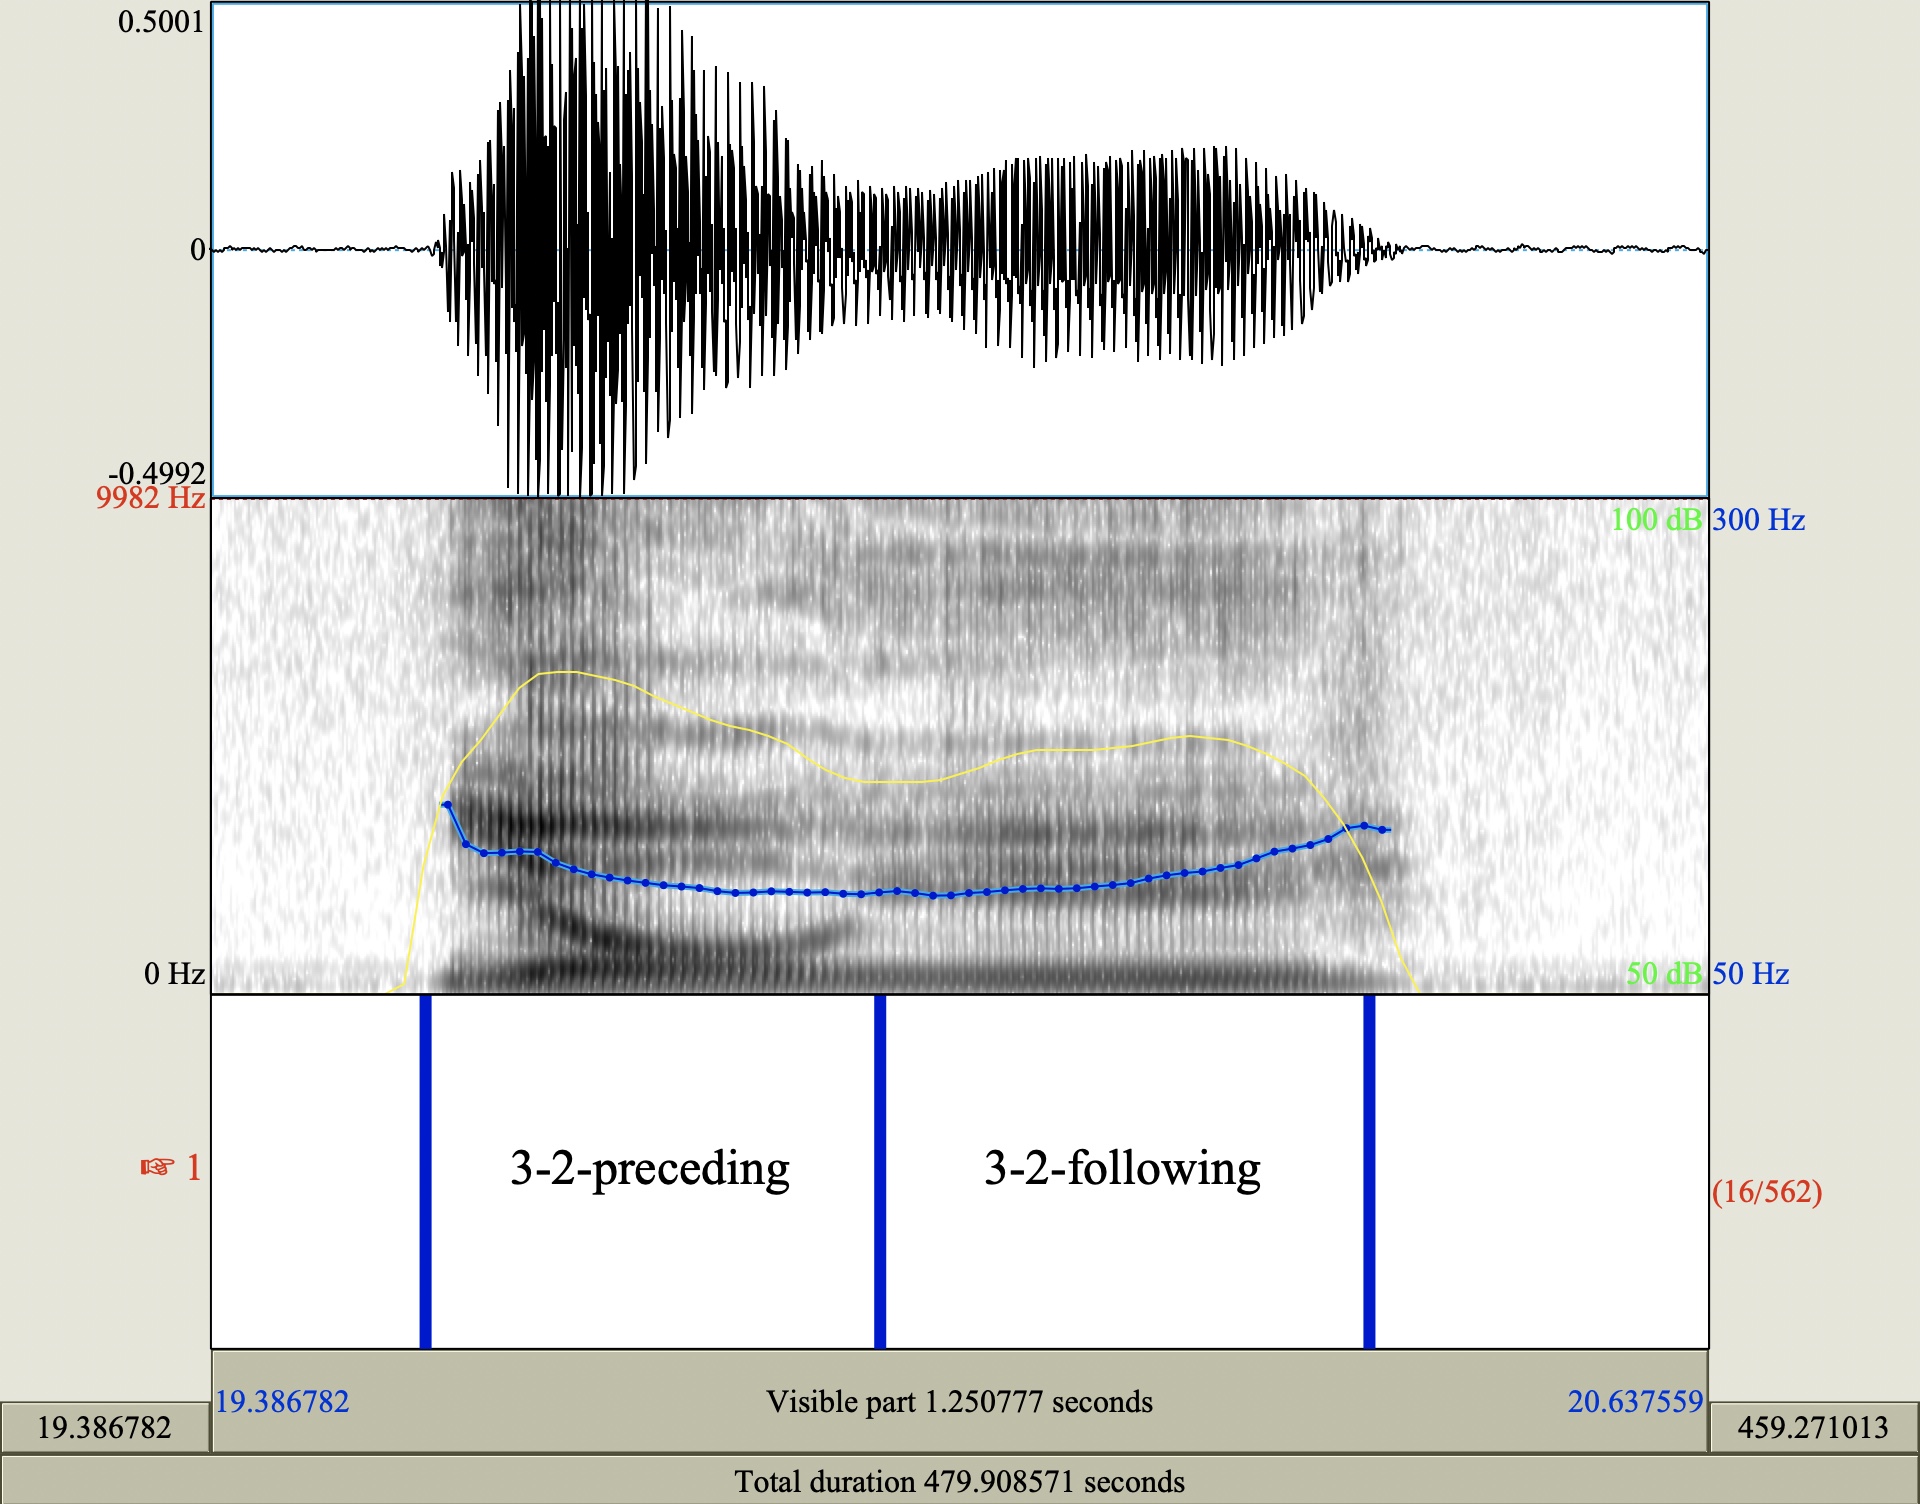 0.5001
0
-0.4992
9982 Hz
100 dB 300 Hz
0 Hz
50 dB 50 Hz
3-2-preceding 3-2-following
☞ 1
(16/562)
19.386782 Visible part 1.250777 seconds 20.637559
19.386782 459.271013
Total duration 479.908571 seconds